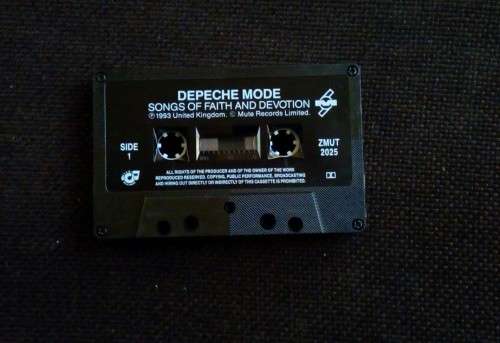 DEPECHE MODE
SONGS OF FAITH AND DEVOTION
℗ 1993 United Kingdom. © Mute Records Limited.
SIDE
1
ZMUT
2025
ALL RIGHTS OF THE PRODUCER AND OF THE OWNER OF THE WORK
REPRODUCED RESERVED. COPYING, PUBLIC PERFORMANCE, BROADCASTING
AND HIRING OUT DIRECTLY OR INDIRECTLY OF THIS CASSETTE IS PROHIBITED.